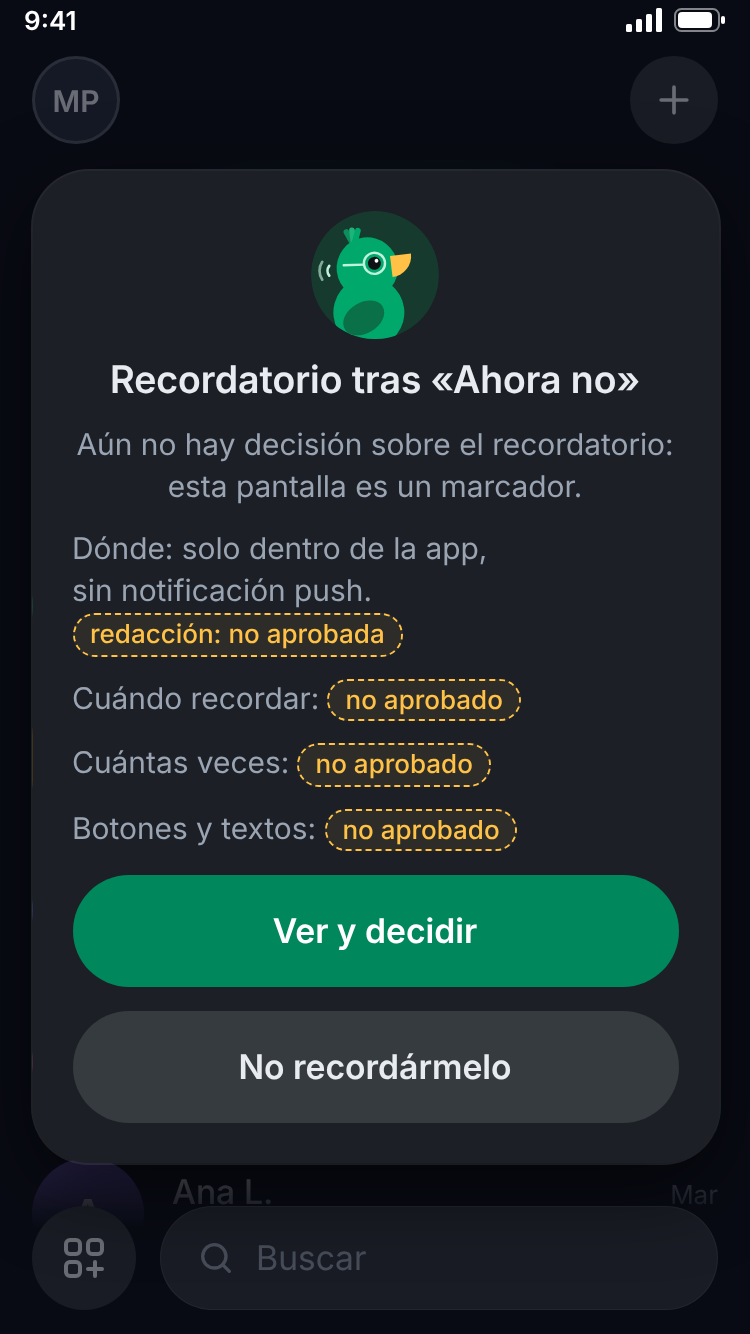 9:41
MP
Recordatorio tras «Ahora no»
Aún no hay decisión sobre el recordatorio:
esta pantalla es un marcador.
Dónde: solo dentro de la app,
sin notificación push.
redacción: no aprobada
Cuándo recordar: no aprobado
Cuántas veces: no aprobado
Botones y textos: no aprobado
Ver y decidir
No recordármelo
Ana L.
Mar
Buscar